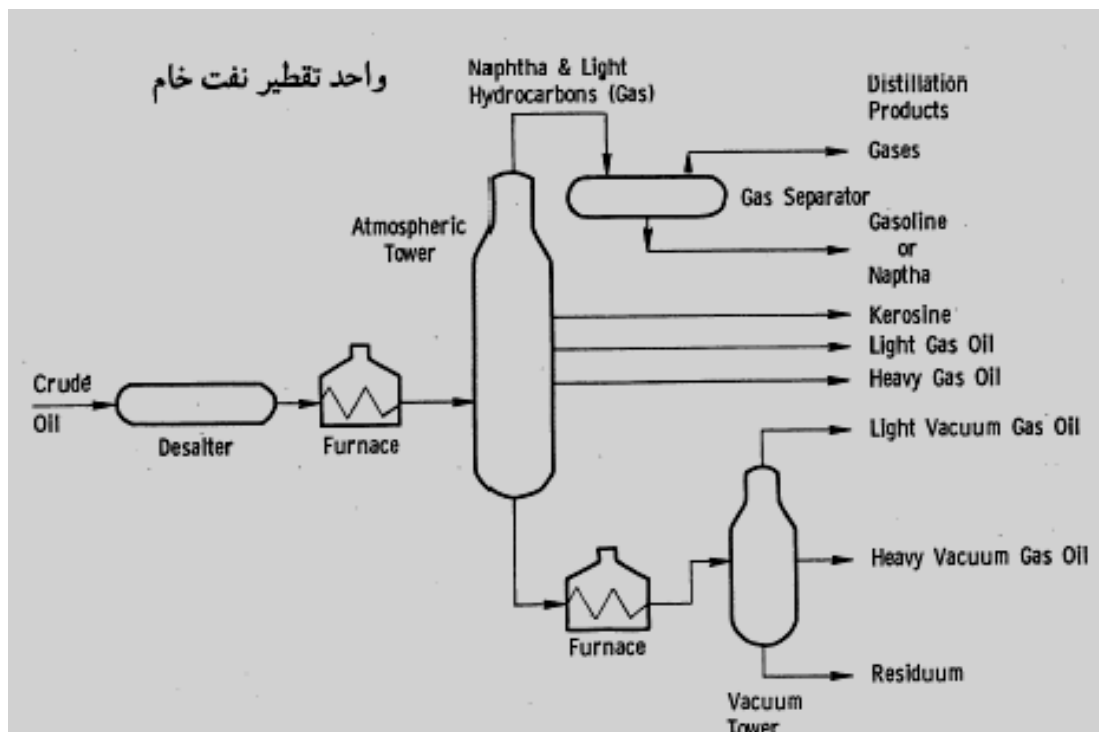 واحد تقطیر نفت خام
Naphtha & Light
Hydrocarbons (Gas)
Distillation
Products
Gases
Gas Separator
Gasoline
or
Naptha
Atmospheric
Tower
Kerosine
Light Gas Oil
Heavy Gas Oil
Crude
Oil
Desalter
Furnace
Light Vacuum Gas Oil
Heavy Vacuum Gas Oil
Furnace
Residuum
Vacuum
Tower